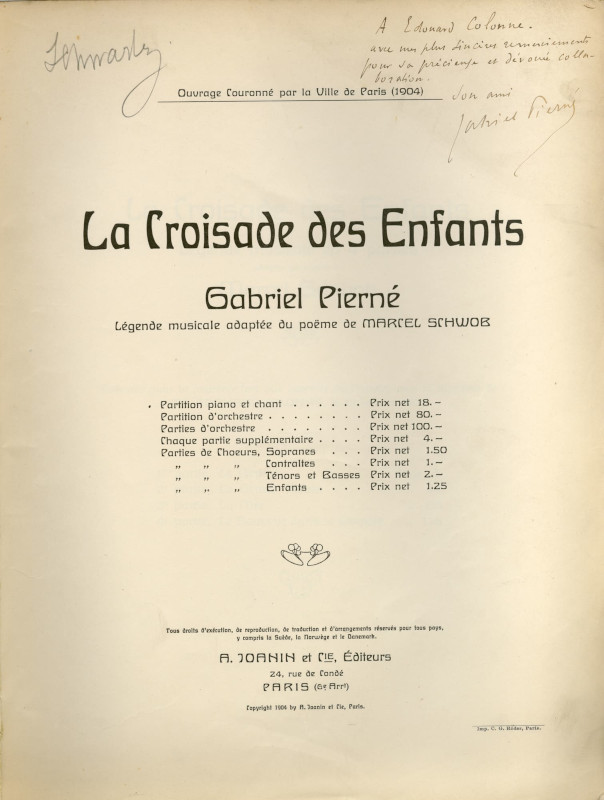 A Edouard Colonne.
avec mes plus sincères remerciements
pour sa précieuse et dévouée colla-
boration.
Son ami
Gabriel Pierné
Ouvrage Couronné par la Ville de Paris (1904)
La Croisade des Enfants
Gabriel Pierné
Légende musicale adaptée du poëme de MARCEL SCHWOB
Partition piano et chant . . . . . . Prix net 18.–
Partition d'orchestre . . . . . . . . Prix net 80.–
Parties d'orchestre . . . . . . . . Prix net 100.–
Chaque partie supplémentaire . . . . Prix net 4.–
Parties de Choeurs, Sopranes . . . Prix net 1.50
„ „ „ Contraltes . . . Prix net 1.–
„ „ „ Ténors et Basses Prix net 2.–
„ „ „ Enfants . . . . Prix net 1.25
Tous droits d'exécution, de reproduction, de traduction et d'arrangements réservés pour tous pays,
y compris la Suède, la Norwège et le Danemark.
A. JOANIN et CIE, Éditeurs
24, rue de Condé
PARIS (6e Arrt)
Copyright 1904 by A. Joanin et Cie, Paris.
Imp. C. G. Röder, Paris.